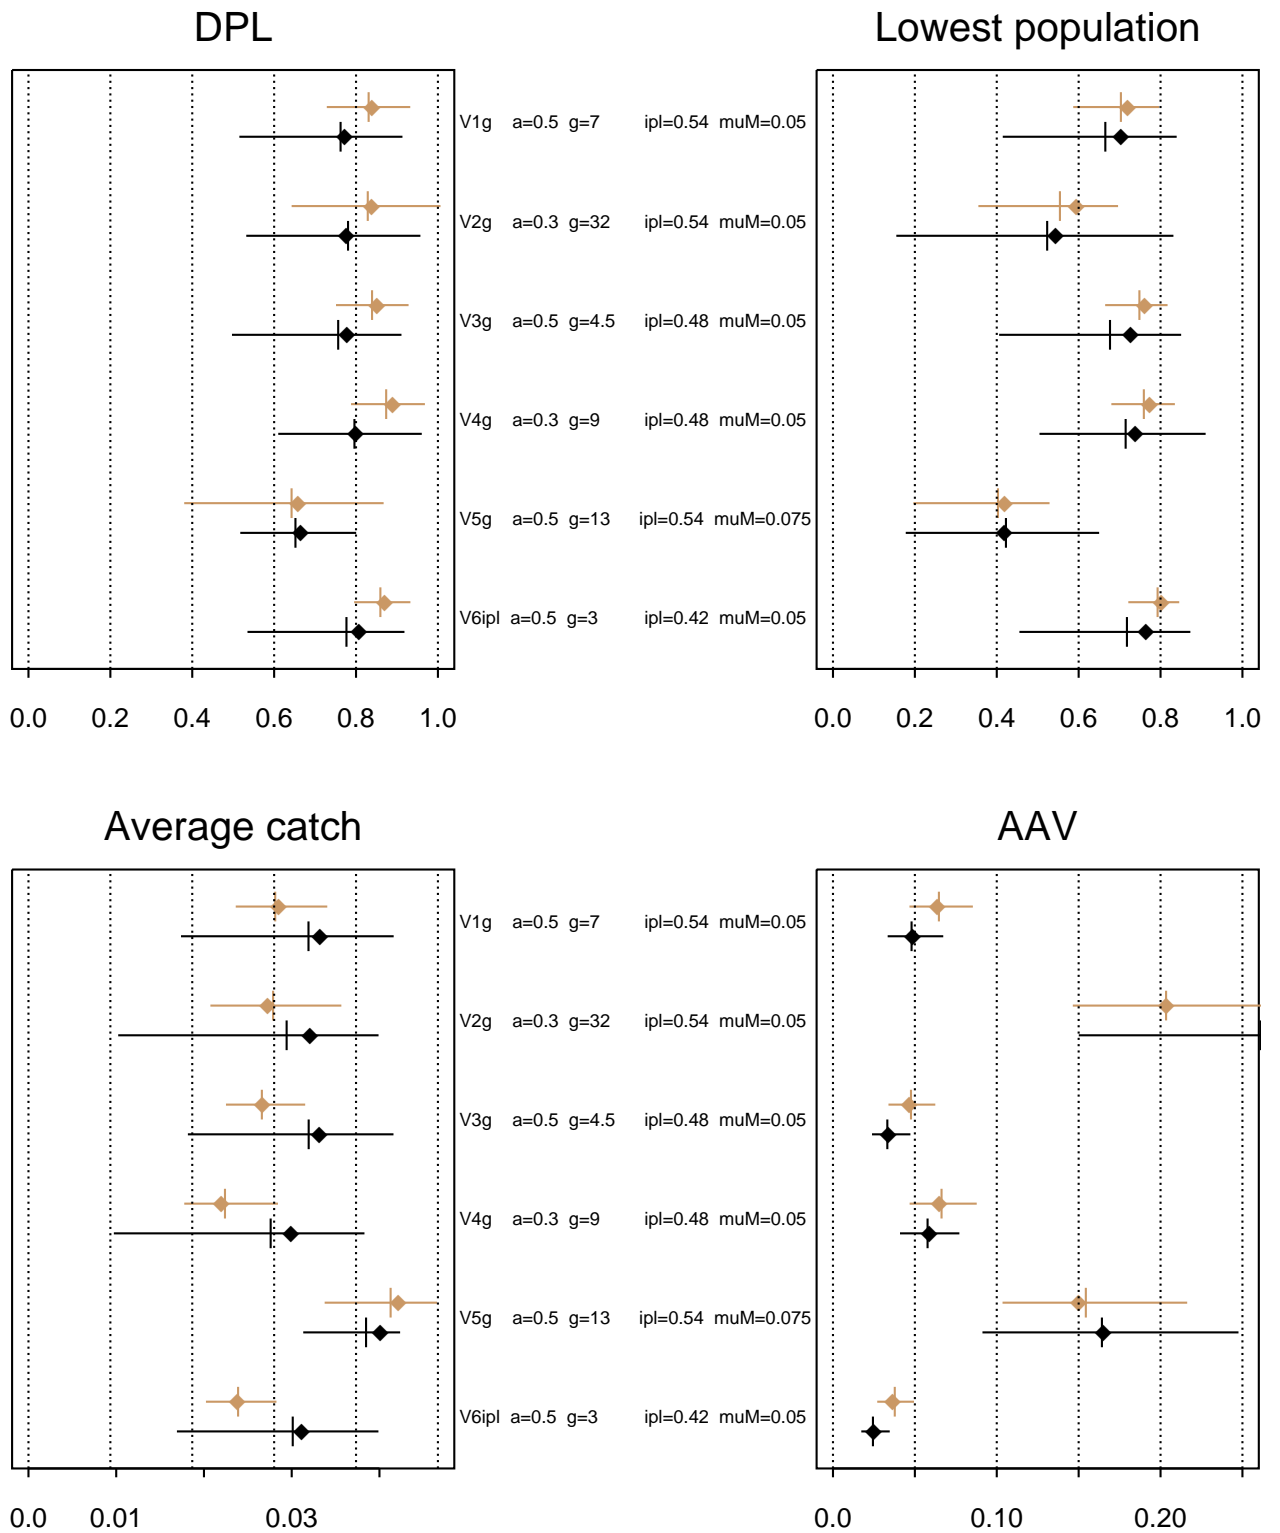 DPL
Lowest population
V1g a=0.5 g=7 ipl=0.54 muM=0.05
V2g a=0.3 g=32 ipl=0.54 muM=0.05
V3g a=0.5 g=4.5 ipl=0.48 muM=0.05
V4g a=0.3 g=9 ipl=0.48 muM=0.05
V5g a=0.5 g=13 ipl=0.54 muM=0.075
V6ipl a=0.5 g=3 ipl=0.42 muM=0.05
0.0 0.2 0.4 0.6 0.8 1.0
0.0 0.2 0.4 0.6 0.8 1.0
Average catch
AAV
V1g a=0.5 g=7 ipl=0.54 muM=0.05
V2g a=0.3 g=32 ipl=0.54 muM=0.05
V3g a=0.5 g=4.5 ipl=0.48 muM=0.05
V4g a=0.3 g=9 ipl=0.48 muM=0.05
V5g a=0.5 g=13 ipl=0.54 muM=0.075
V6ipl a=0.5 g=3 ipl=0.42 muM=0.05
0.0 0.01 0.03
0.0 0.10 0.20